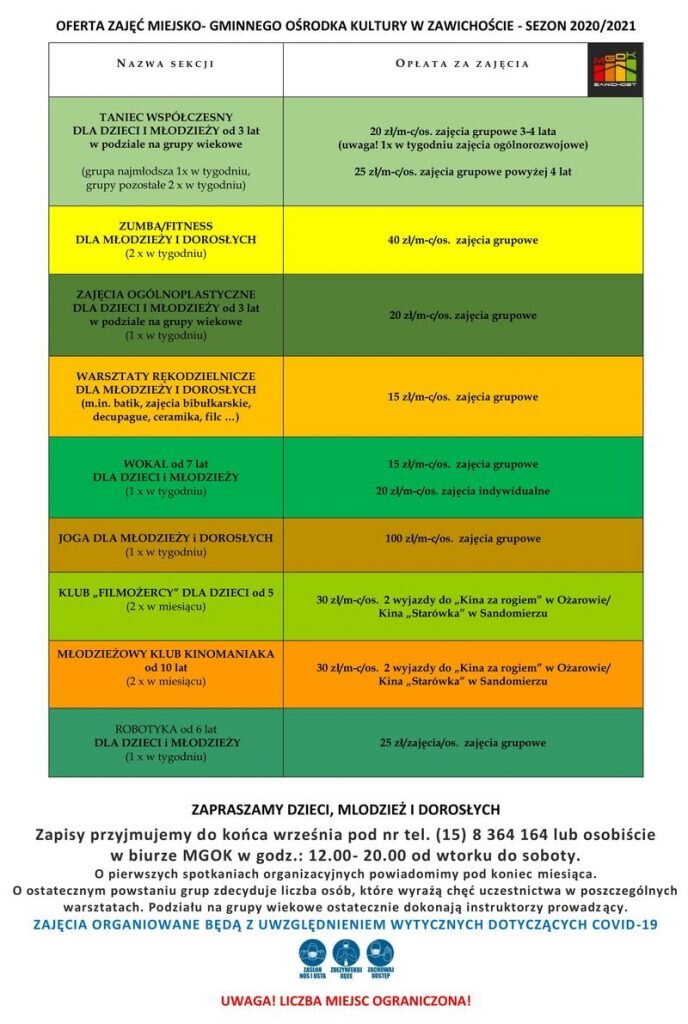 OFERTA ZAJĘĆ MIEJSKO- GMINNEGO OŚRODKA KULTURY W ZAWICHOŚCIE - SEZON 2020/2021
NAZWA SEKCJI
OPŁATA ZA ZAJĘCIA
MGOK
ZAWICHOST
TANIEC WSPÓŁCZESNY
DLA DZIECI I MŁODZIEŻY od 3 lat
w podziale na grupy wiekowe
(grupa najmłodsza 1x w tygodniu,
grupy pozostałe 2 x w tygodniu)
20 zł/m-c/os. zajęcia grupowe 3-4 lata
(uwaga! 1x w tygodniu zajęcia ogólnorozwojowe)
25 zł/m-c/os. zajęcia grupowe powyżej 4 lat
ZUMBA/FITNESS
DLA MŁODZIEŻY I DOROSŁYCH
(2 x w tygodniu)
40 zł/m-c/os. zajęcia grupowe
ZAJĘCIA OGÓLNOPLASTYCZNE
DLA DZIECI I MŁODZIEŻY od 3 lat
w podziale na grupy wiekowe
(1 x w tygodniu)
20 zł/m-c/os. zajęcia grupowe
WARSZTATY RĘKODZIELNICZE
DLA MŁODZIEŻY I DOROSŁYCH
(m.in. batik, zajęcia bibułkarskie,
decupague, ceramika, filc ...)
15 zł/m-c/os. zajęcia grupowe
WOKAL od 7 lat
DLA DZIECI i MŁODZIEŻY
(1 x w tygodniu)
15 zł/m-c/os. zajęcia grupowe
20 zł/m-c/os. zajęcia indywidualne
JOGA DLA MŁODZIEŻY i DOROSŁYCH
(1 x w tygodniu)
100 zł/m-c/os. zajęcia grupowe
KLUB „FILMOŻERCY” DLA DZIECI od 5
(2 x w miesiącu)
30 zł/m-c/os. 2 wyjazdy do „Kina za rogiem” w Ożarowie/
Kina „Starówka” w Sandomierzu
MŁODZIEŻOWY KLUB KINOMANIAKA
od 10 lat
(2 x w miesiącu)
30 zł/m-c/os. 2 wyjazdy do „Kina za rogiem” w Ożarowie/
Kina „Starówka” w Sandomierzu
ROBOTYKA od 6 lat
DLA DZIECI i MŁODZIEŻY
(1 x w tygodniu)
25 zł/zajęcia/os. zajęcia grupowe
ZAPRASZAMY DZIECI, MLODZIEŻ I DOROSŁYCH
Zapisy przyjmujemy do końca września pod nr tel. (15) 8 364 164 lub osobiście
w biurze MGOK w godz.: 12.00- 20.00 od wtorku do soboty.
O pierwszych spotkaniach organizacyjnych powiadomimy pod koniec miesiąca.
O ostatecznym powstaniu grup zdecyduje liczba osób, które wyrażą chęć uczestnictwa w poszczególnych
warsztatach. Podziału na grupy wiekowe ostatecznie dokonają instruktorzy prowadzący.
ZAJĘCIA ORGANIOWANE BĘDĄ Z UWZGLĘDNIENIEM WYTYCZNYCH DOTYCZĄCYCH COVID-19
ZASŁOŃ
NOS I USTA
ZDEZYNFEKUJ
RĘCE
ZACHOWAJ
ODSTĘP
UWAGA! LICZBA MIEJSC OGRANICZONA!